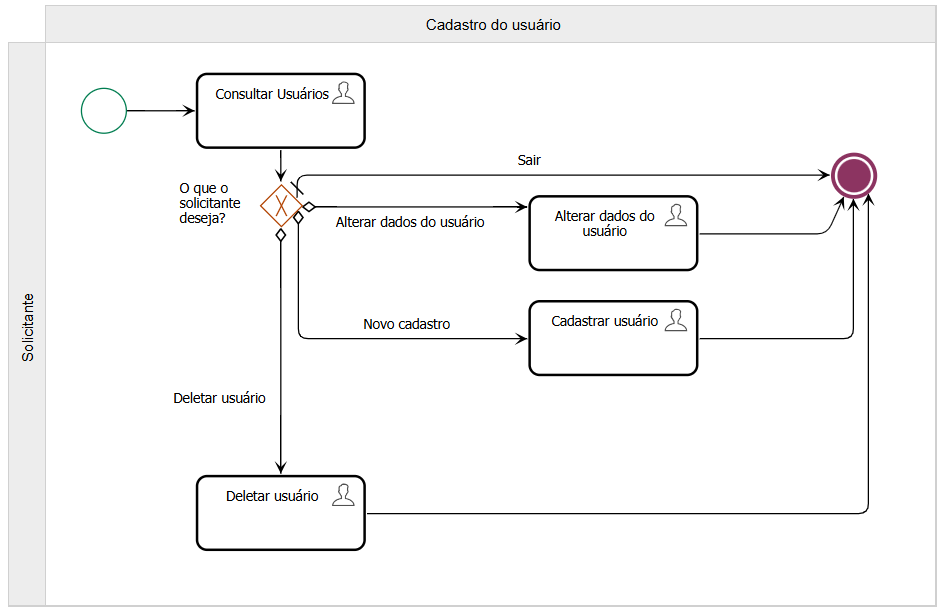 Cadastro do usuário
Solicitante
Consultar Usuários
O que o
solicitante
deseja?
Sair
Alterar dados do usuário
Alterar dados do
usuário
Novo cadastro
Cadastrar usuário
Deletar usuário
Deletar usuário